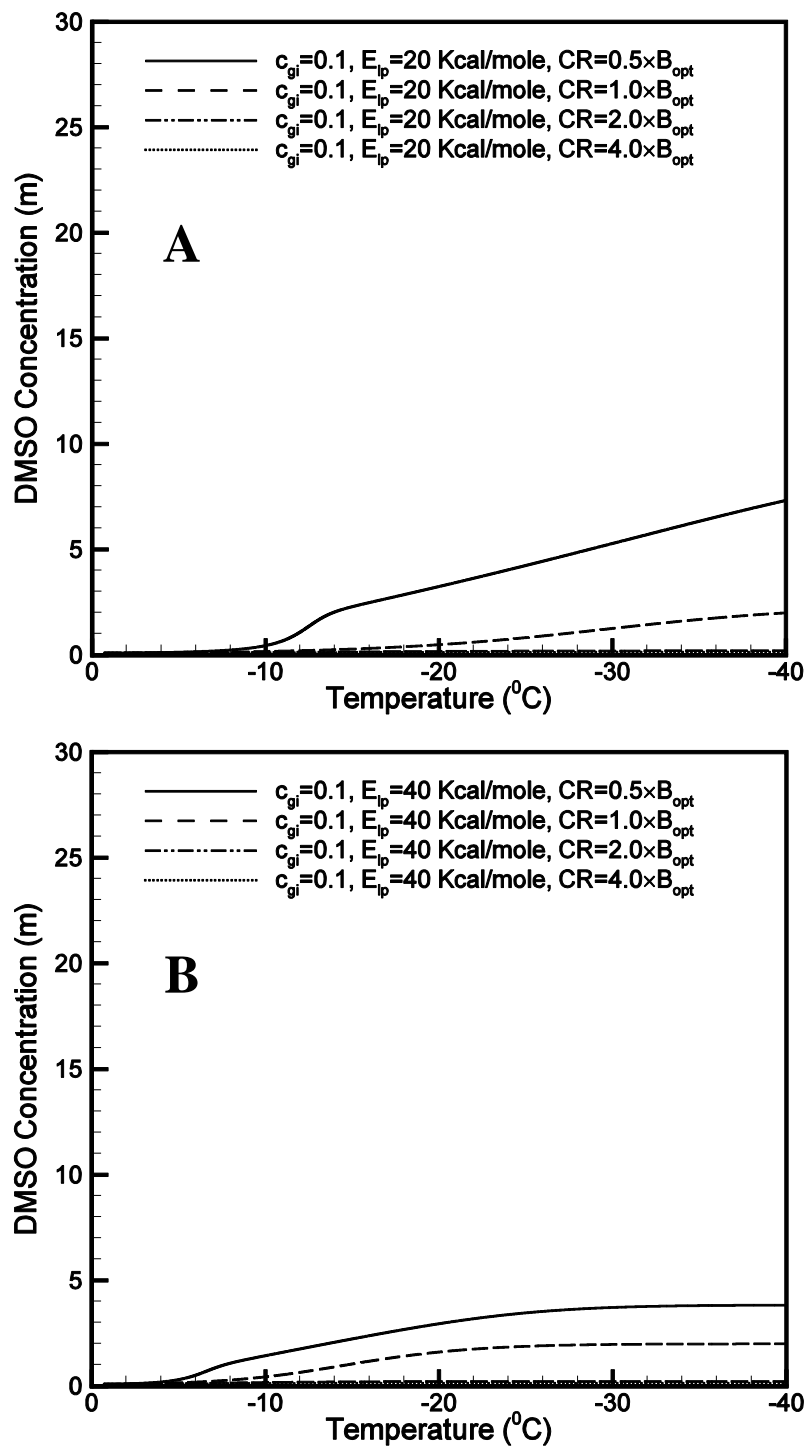 30
25
20
15
10
5
0
DMSO Concentration (m)
c_gi=0.1, E_lp=20 Kcal/mole, CR=0.5×B_opt
c_gi=0.1, E_lp=20 Kcal/mole, CR=1.0×B_opt
c_gi=0.1, E_lp=20 Kcal/mole, CR=2.0×B_opt
c_gi=0.1, E_lp=20 Kcal/mole, CR=4.0×B_opt
A
0 -10 -20 -30 -40
Temperature (⁰C)
30
25
20
15
10
5
0
DMSO Concentration (m)
c_gi=0.1, E_lp=40 Kcal/mole, CR=0.5×B_opt
c_gi=0.1, E_lp=40 Kcal/mole, CR=1.0×B_opt
c_gi=0.1, E_lp=40 Kcal/mole, CR=2.0×B_opt
c_gi=0.1, E_lp=40 Kcal/mole, CR=4.0×B_opt
B
0 -10 -20 -30 -40
Temperature (⁰C)